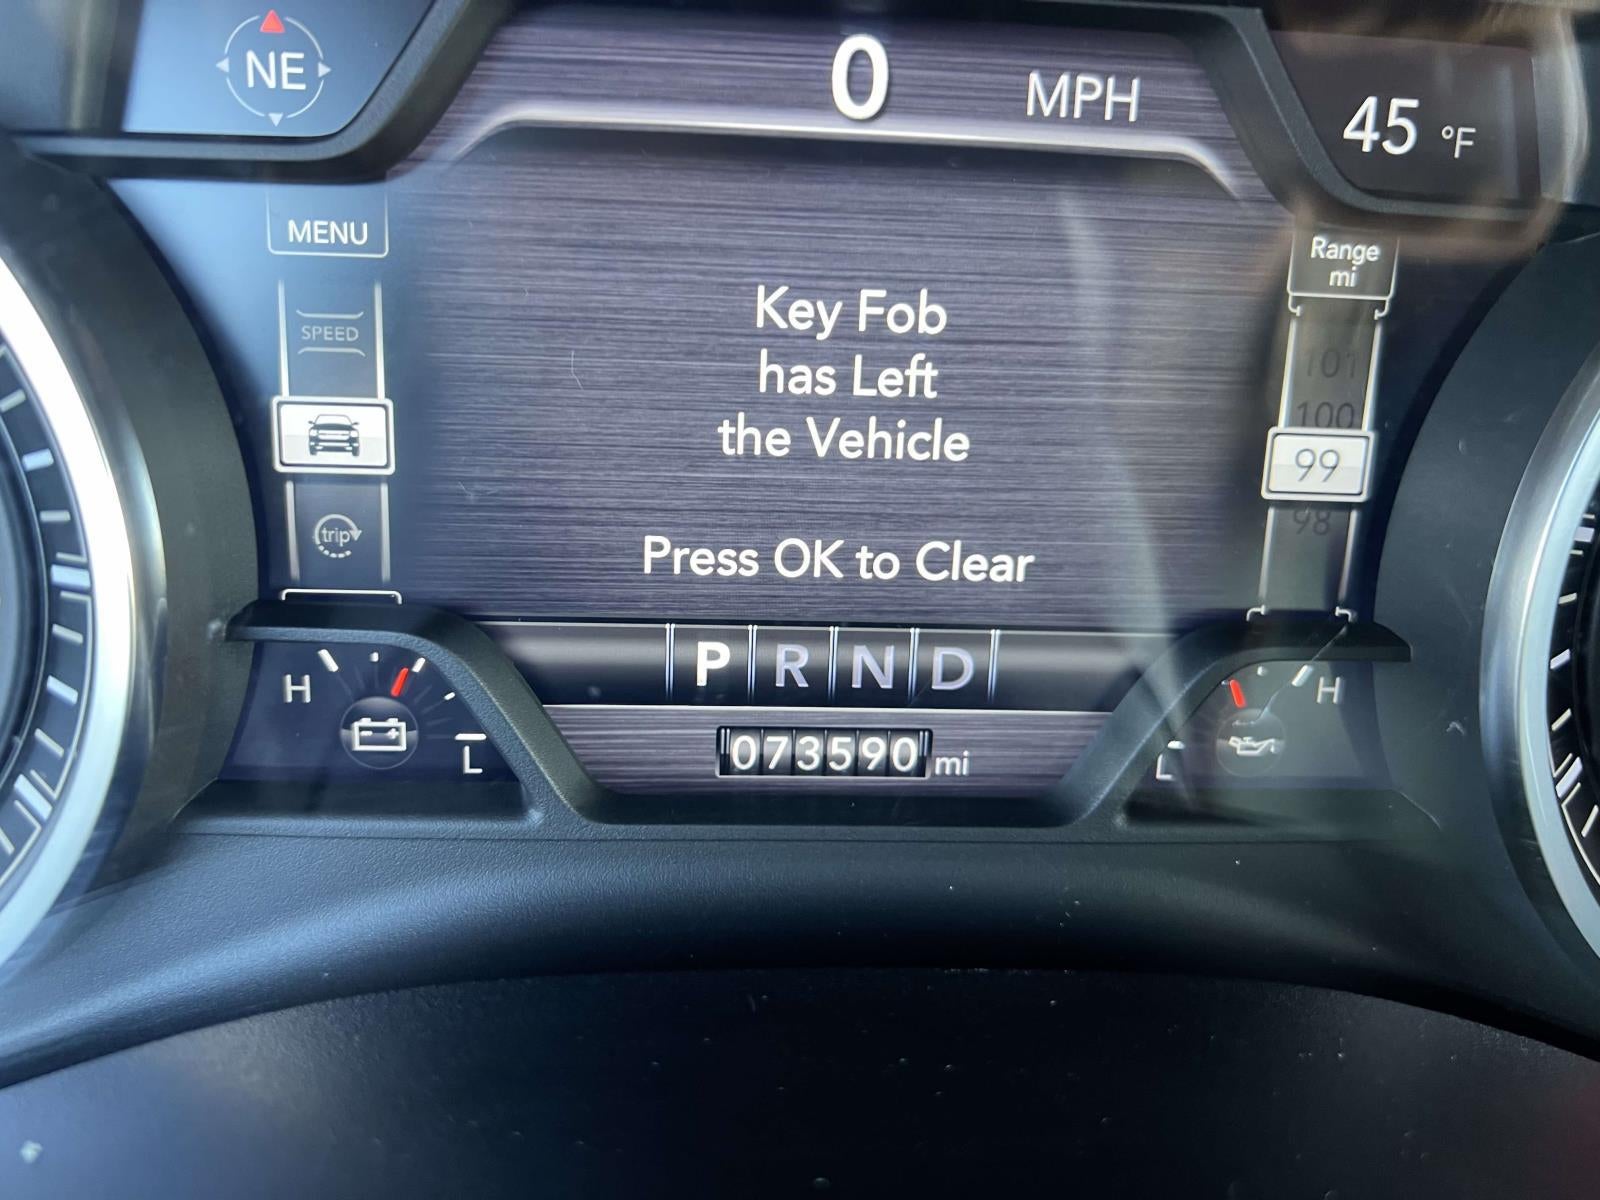 NE
0 MPH
45 °F
MENU
Range
mi
SPEED
101
100
99
98
trip
Key Fob
has Left
the Vehicle
Press OK to Clear
P R N D
H
L
073590 mi
H
L